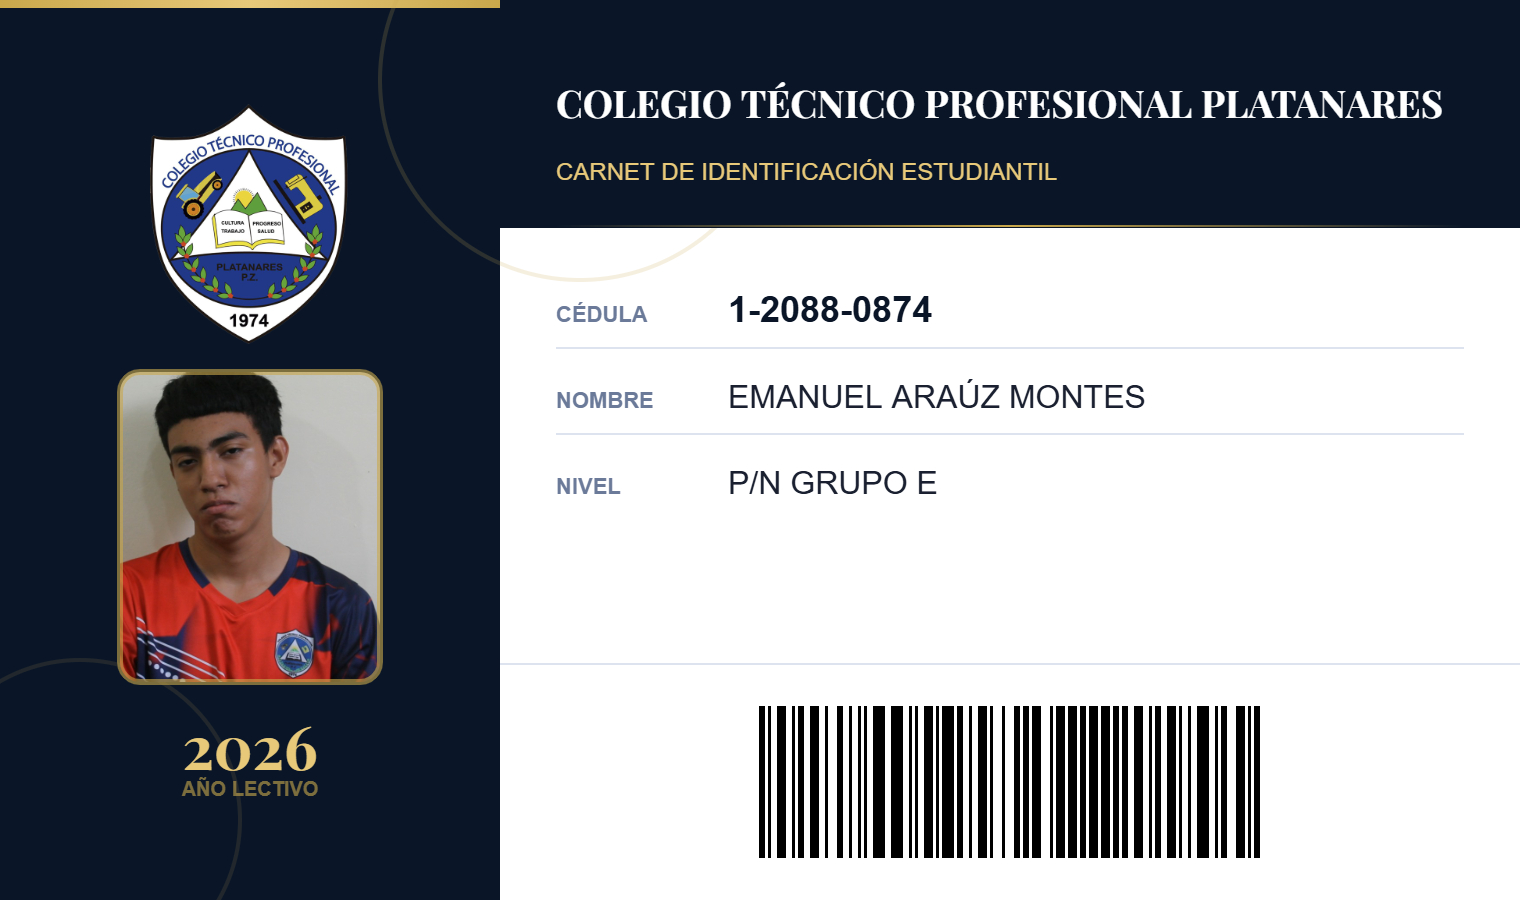 COLEGIO TÉCNICO PROFESIONAL
CULTURA PROGRESO
TRABAJO SALUD
PLATANARES
P.Z.
1974
2026
AÑO LECTIVO
COLEGIO TÉCNICO PROFESIONAL PLATANARES
CARNET DE IDENTIFICACIÓN ESTUDIANTIL
CÉDULA 1-2088-0874
NOMBRE EMANUEL ARAÚZ MONTES
NIVEL P/N GRUPO E